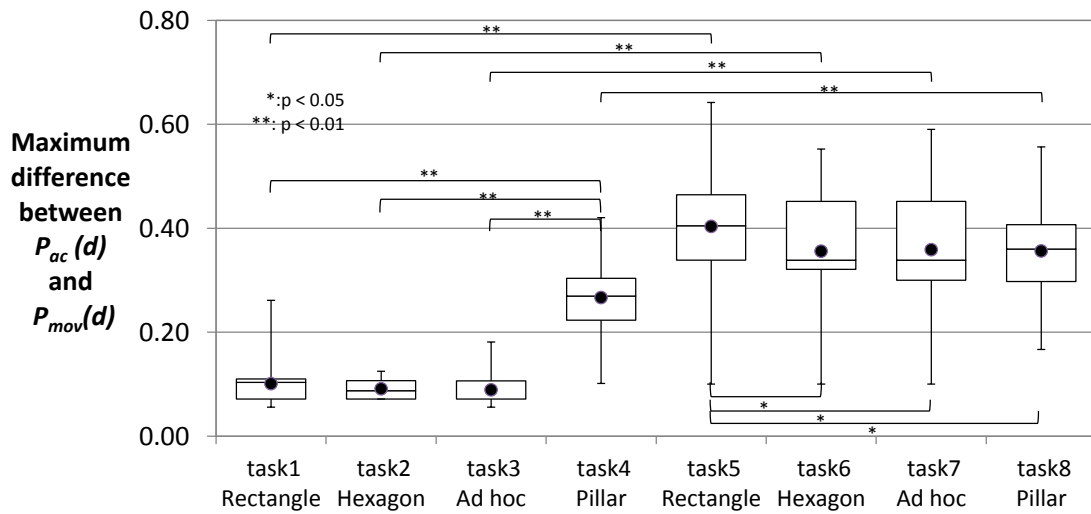 0.80
0.60
0.40
0.20
0.00
Maximum
difference
between
P_ac (d)
and
P_mov(d)
*:p < 0.05
**: p < 0.01
**
**
**
**
**
**
**
*
*
*
task1 task2 task3 task4 task5 task6 task7 task8
Rectangle Hexagon Ad hoc Pillar Rectangle Hexagon Ad hoc Pillar